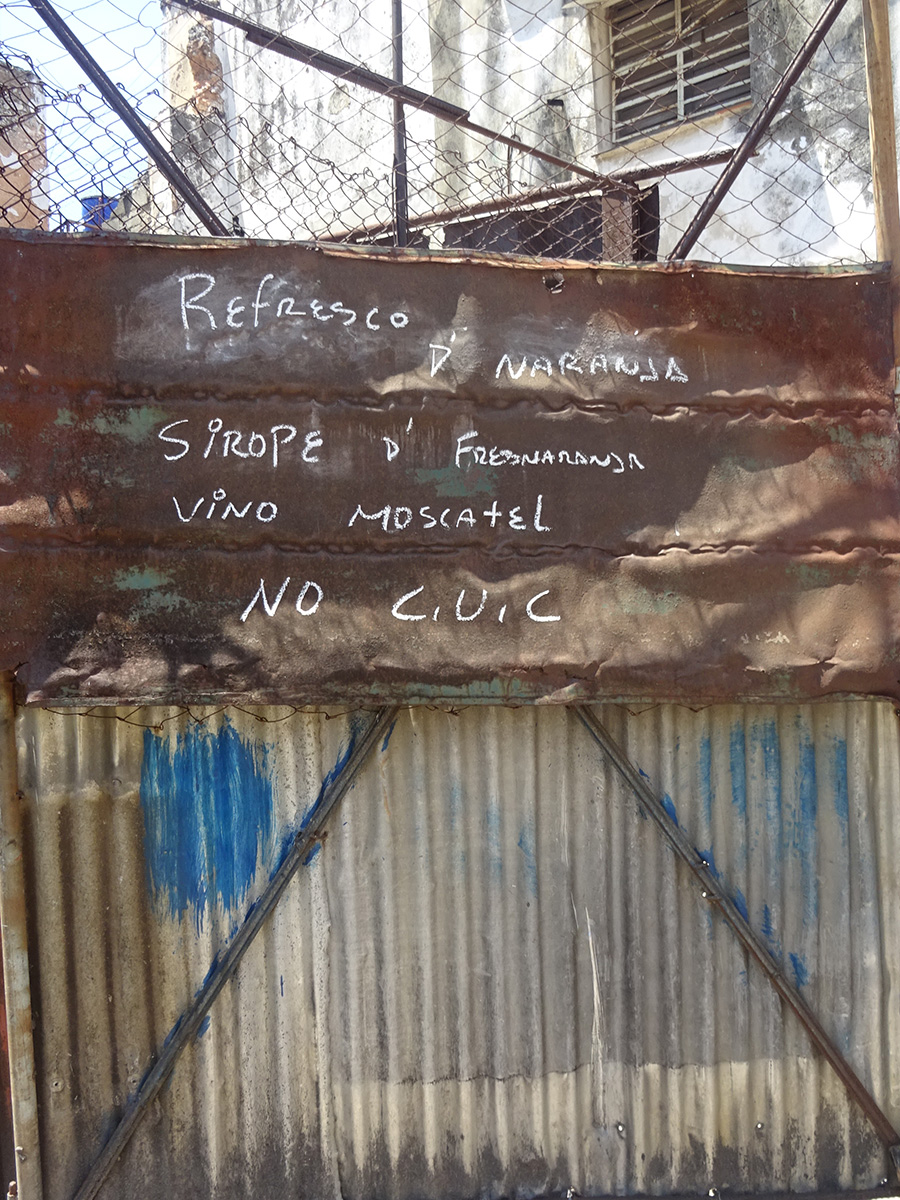 Refresco
D' NARANJA
SIROPE D' FRESNARANJA
VINO MOSCATEL
NO C.U.C